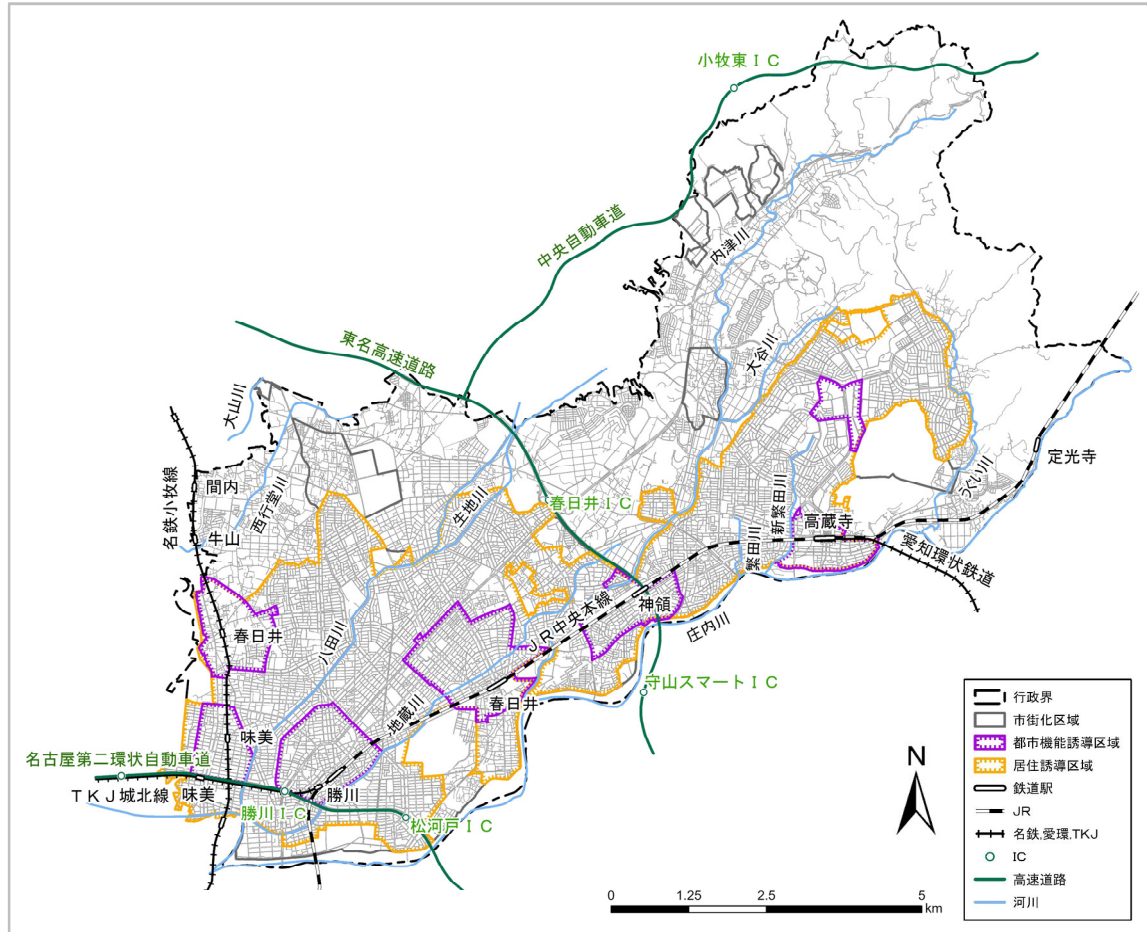 小牧東ＩＣ
中央自動車道
内津川
東名高速道路
大谷川
大山川
名鉄小牧線
間内
西行堂川
牛山
生地川
春日井ＩＣ
新繁田川
高蔵寺
うぐい川
定光寺
繁田川
愛知環状鉄道
春日井
八田川
ＪＲ中央本線
神領
庄内川
守山スマートＩＣ
地蔵川
春日井
味美
名古屋第二環状自動車道
ＴＫＪ城北線
味美
勝川
勝川ＩＣ
松河戸ＩＣ
N
0 1.25 2.5 5
km
行政界
市街化区域
都市機能誘導区域
居住誘導区域
鉄道駅
JR
名鉄,愛環,TKJ
IC
高速道路
河川